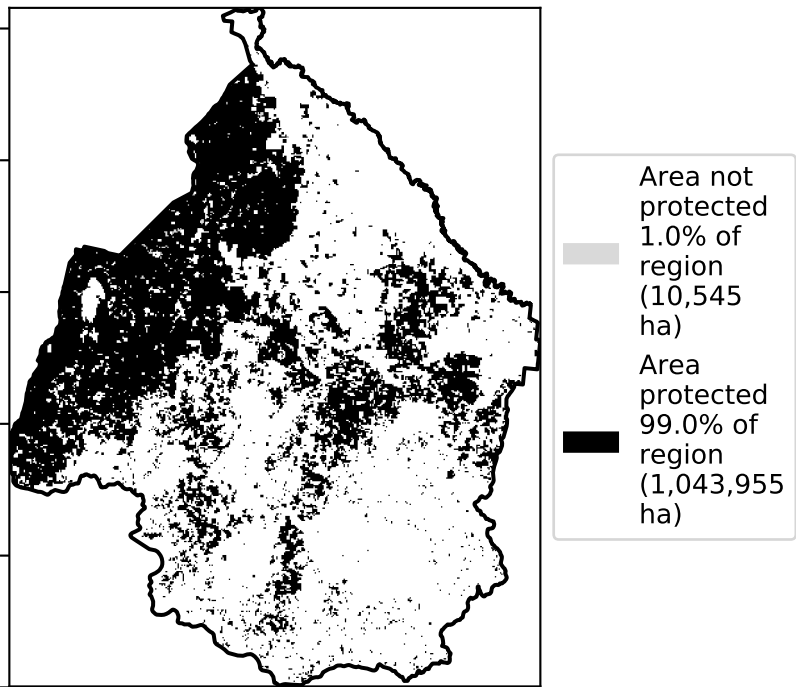 Area not
protected
1.0% of
region
(10,545
ha)
Area
protected
99.0% of
region
(1,043,955
ha)